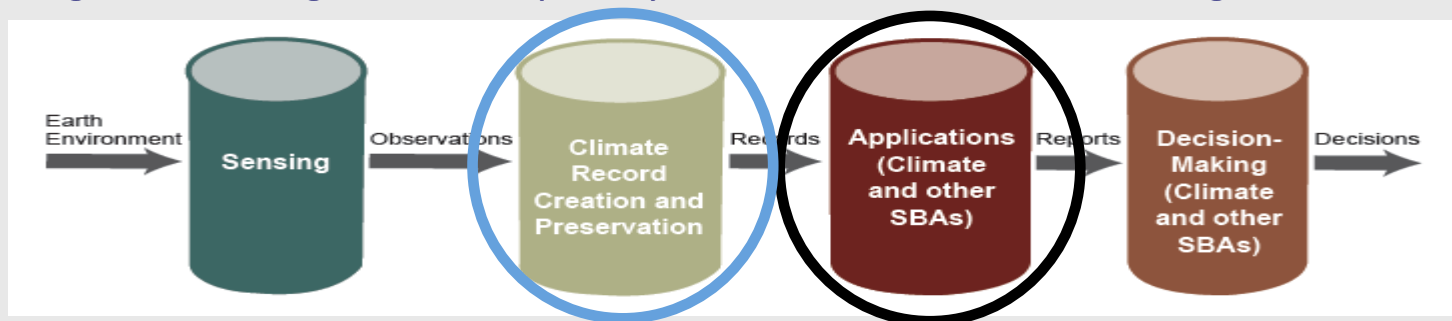 Earth
Environment
Sensing
Observations
Climate
Record
Creation and
Preservation
Records
Applications
(Climate
and other
SBAs)
Reports
Decision-
Making
(Climate
and other
SBAs)
Decisions